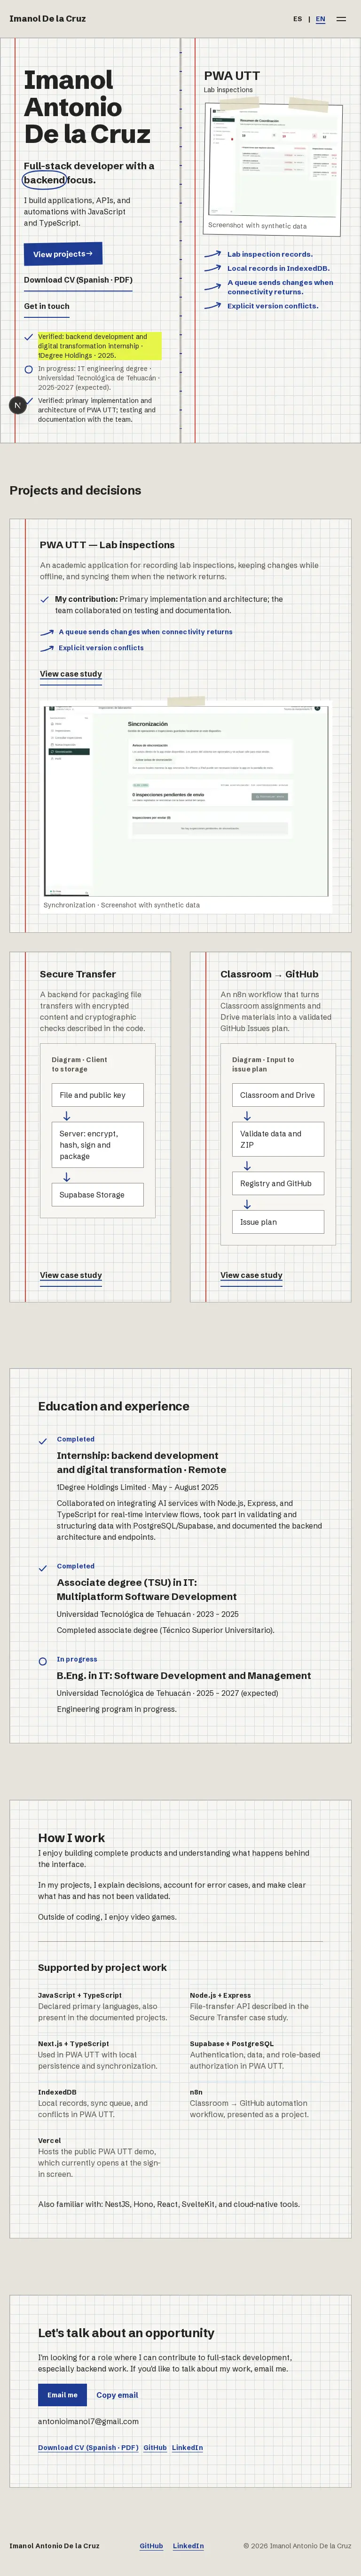 Imanol De la Cruz
ES | EN
Imanol
Antonio
De la Cruz
Full-stack developer with a
backend focus.
I build applications, APIs, and
automations with JavaScript
and TypeScript.
View projects→
Download CV (Spanish · PDF)
Get in touch
Verified: backend development and
digital transformation internship ·
1Degree Holdings · 2025.
In progress: IT engineering degree ·
Universidad Tecnológica de Tehuacán ·
2025-2027 (expected).
N
Verified: primary implementation and
architecture of PWA UTT; testing and
documentation with the team.
PWA UTT
Lab inspections
Screenshot with synthetic data
Lab inspection records.
Local records in IndexedDB.
A queue sends changes when
connectivity returns.
Explicit version conflicts.
Projects and decisions
PWA UTT — Lab inspections
An academic application for recording lab inspections, keeping changes while
offline, and syncing them when the network returns.
My contribution: Primary implementation and architecture; the
team collaborated on testing and documentation.
A queue sends changes when connectivity returns
Explicit version conflicts
View case study
Sincronización
0 inspecciones pendientes de envío
Synchronization · Screenshot with synthetic data
Secure Transfer
A backend for packaging file
transfers with encrypted
content and cryptographic
checks described in the code.
Diagram · Client
to storage
File and public key
Server: encrypt,
hash, sign and
package
Supabase Storage
View case study
Classroom → GitHub
An n8n workflow that turns
Classroom assignments and
Drive materials into a validated
GitHub Issues plan.
Diagram · Input to
issue plan
Classroom and Drive
Validate data and
ZIP
Registry and GitHub
Issue plan
View case study
Education and experience
Completed
Internship: backend development
and digital transformation · Remote
1Degree Holdings Limited · May – August 2025
Collaborated on integrating AI services with Node.js, Express, and
TypeScript for real-time interview flows, took part in validating and
structuring data with PostgreSQL/Supabase, and documented the backend
architecture and endpoints.
Completed
Associate degree (TSU) in IT:
Multiplatform Software Development
Universidad Tecnológica de Tehuacán · 2023 – 2025
Completed associate degree (Técnico Superior Universitario).
In progress
B.Eng. in IT: Software Development and Management
Universidad Tecnológica de Tehuacán · 2025 – 2027 (expected)
Engineering program in progress.
How I work
I enjoy building complete products and understanding what happens behind
the interface.
In my projects, I explain decisions, account for error cases, and make clear
what has and has not been validated.
Outside of coding, I enjoy video games.
Supported by project work
JavaScript + TypeScript
Declared primary languages, also
present in the documented projects.
Node.js + Express
File-transfer API described in the
Secure Transfer case study.
Next.js + TypeScript
Used in PWA UTT with local
persistence and synchronization.
Supabase + PostgreSQL
Authentication, data, and role-based
authorization in PWA UTT.
IndexedDB
Local records, sync queue, and
conflicts in PWA UTT.
n8n
Classroom → GitHub automation
workflow, presented as a project.
Vercel
Hosts the public PWA UTT demo,
which currently opens at the sign-
in screen.
Also familiar with: NestJS, Hono, React, SvelteKit, and cloud-native tools.
Let's talk about an opportunity
I'm looking for a role where I can contribute to full-stack development,
especially backend work. If you'd like to talk about my work, email me.
Email me
Copy email
antonioimanol7@gmail.com
Download CV (Spanish · PDF) GitHub LinkedIn
Imanol Antonio De la Cruz
GitHub LinkedIn
© 2026 Imanol Antonio De la Cruz